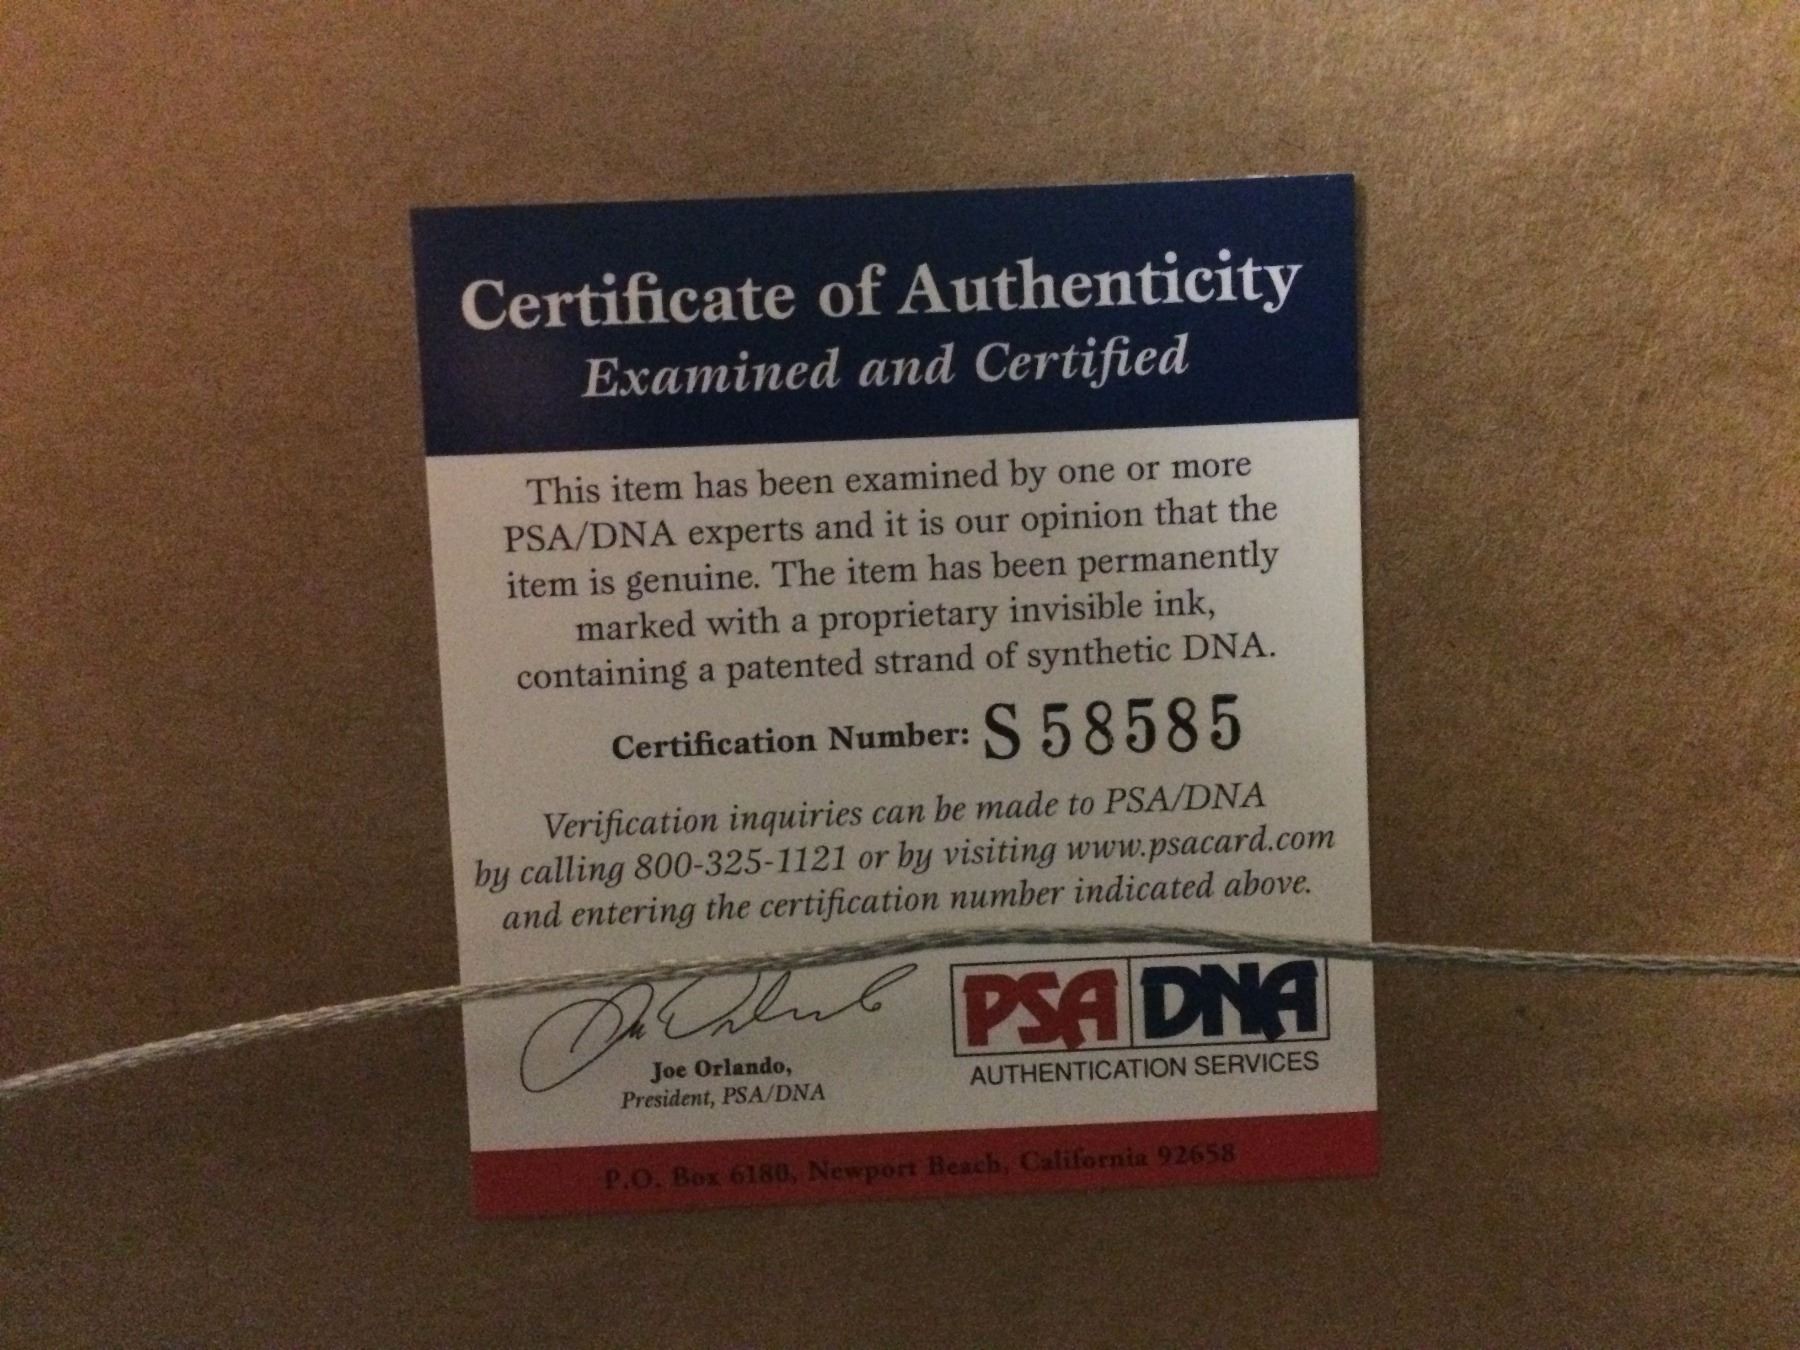 Certificate of Authenticity
Examined and Certified
This item has been examined by one or more
PSA/DNA experts and it is our opinion that the
item is genuine. The item has been permanently
marked with a proprietary invisible ink,
containing a patented strand of synthetic DNA.
Certification Number: S 58585
Verification inquiries can be made to PSA/DNA
by calling 800-325-1121 or by visiting www.psacard.com
and entering the certification number indicated above.
Joe Orlando,
President, PSA/DNA
PSA DNA
AUTHENTICATION SERVICES
P.O. Box 6180, Newport Beach, California 92658